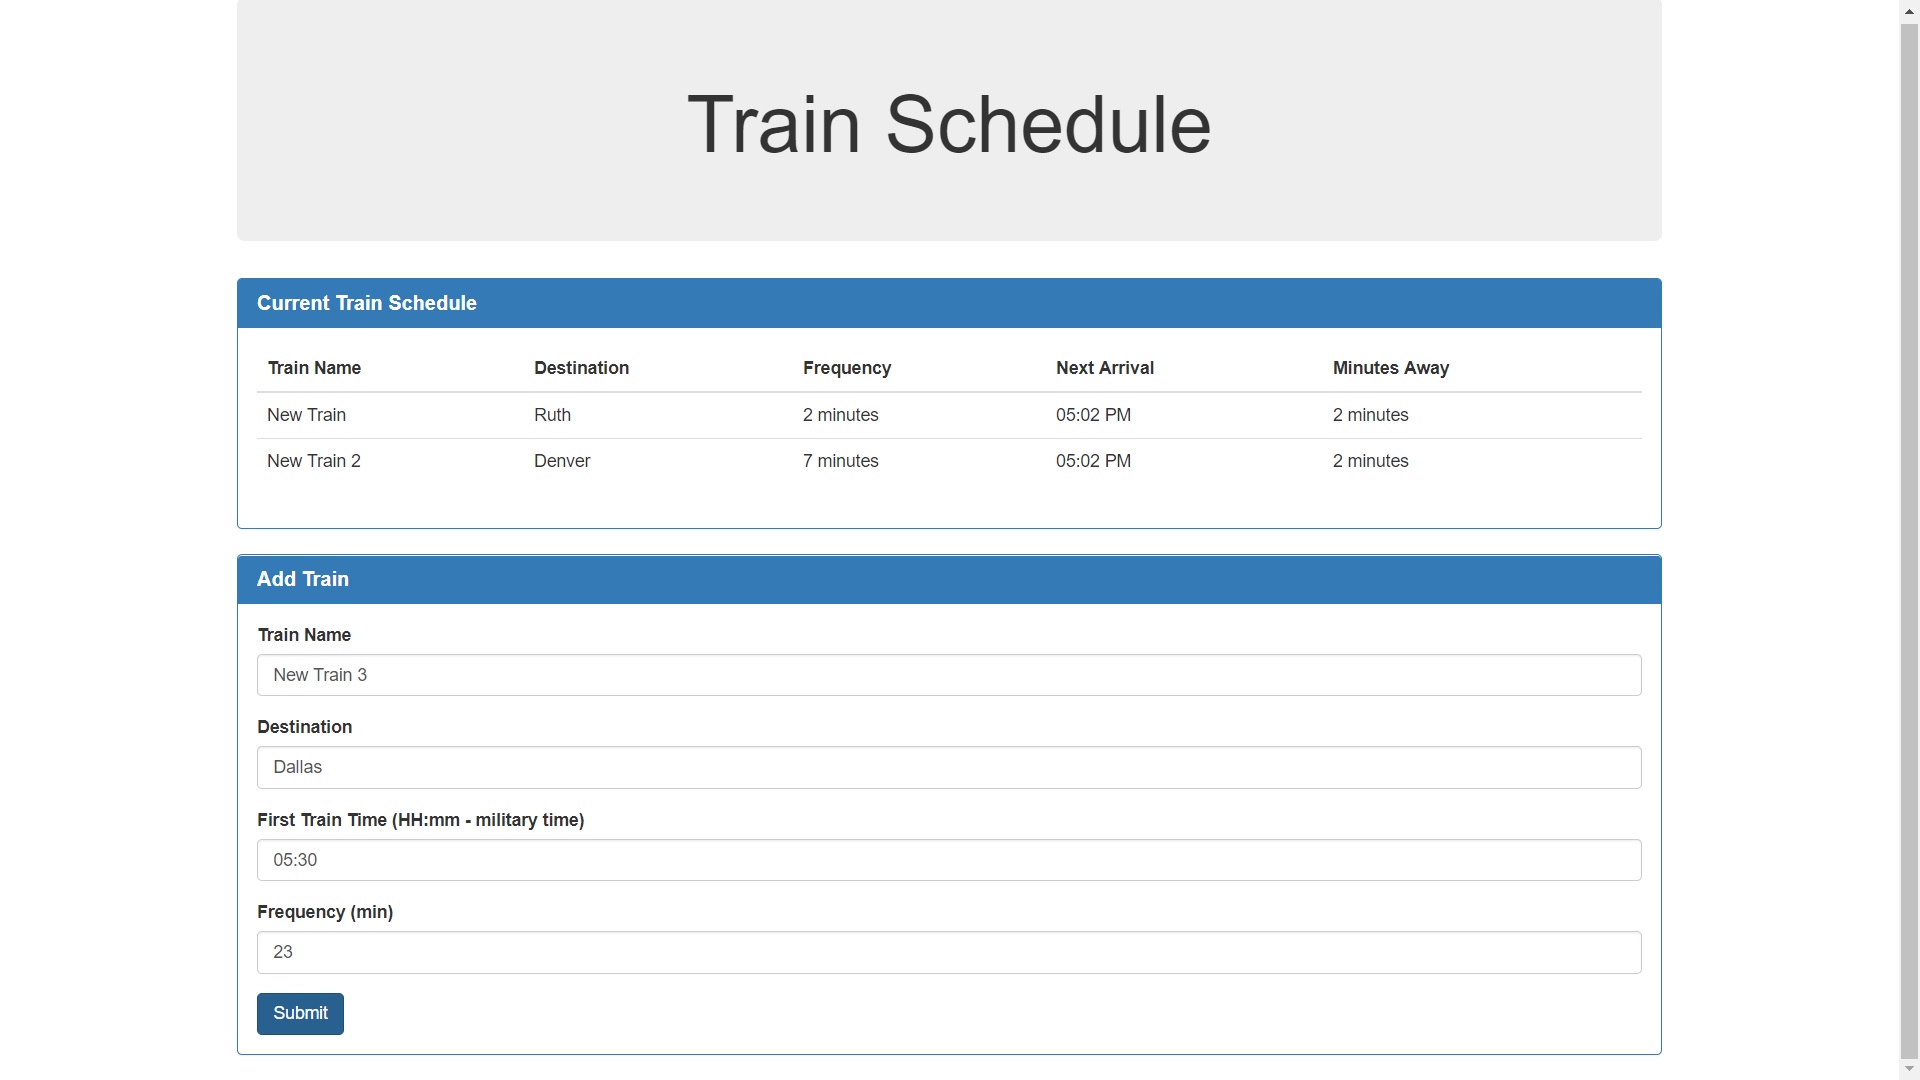 Train Schedule
Current Train Schedule
Train Name Destination Frequency Next Arrival Minutes Away
New Train Ruth 2 minutes 05:02 PM 2 minutes
New Train 2 Denver 7 minutes 05:02 PM 2 minutes
Add Train
Train Name
New Train 3
Destination
Dallas
First Train Time (HH:mm - military time)
05:30
Frequency (min)
23
Submit